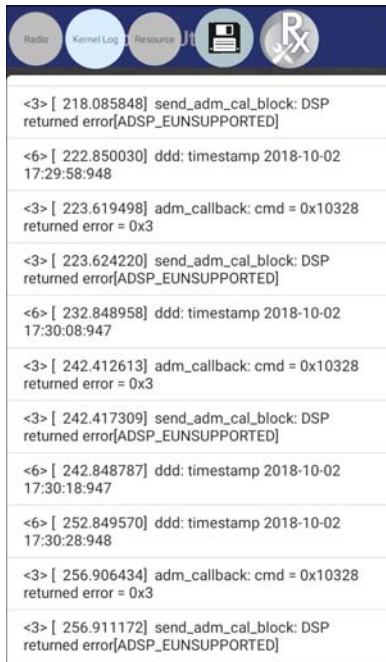 Radio
Kernel Log
Resource
Ut
Rx
<3> [ 218.085848] send_adm_cal_block: DSP
returned error[ADSP_EUNSUPPORTED]
<6> [ 222.850030] ddd: timestamp 2018-10-02
17:29:58:948
<3> [ 223.619498] adm_callback: cmd = 0x10328
returned error = 0x3
<3> [ 223.624220] send_adm_cal_block: DSP
returned error[ADSP_EUNSUPPORTED]
<6> [ 232.848958] ddd: timestamp 2018-10-02
17:30:08:947
<3> [ 242.412613] adm_callback: cmd = 0x10328
returned error = 0x3
<3> [ 242.417309] send_adm_cal_block: DSP
returned error[ADSP_EUNSUPPORTED]
<6> [ 242.848787] ddd: timestamp 2018-10-02
17:30:18:947
<6> [ 252.849570] ddd: timestamp 2018-10-02
17:30:28:948
<3> [ 256.906434] adm_callback: cmd = 0x10328
returned error = 0x3
<3> [ 256.911172] send_adm_cal_block: DSP
returned error[ADSP_EUNSUPPORTED]